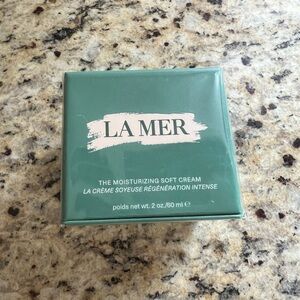 LA MER
THE MOISTURIZING SOFT CREAM
LA CRÈME SOYEUSE RÉGÉNÉRATION INTENSE
poids net wt. 2 oz./60 ml ℮